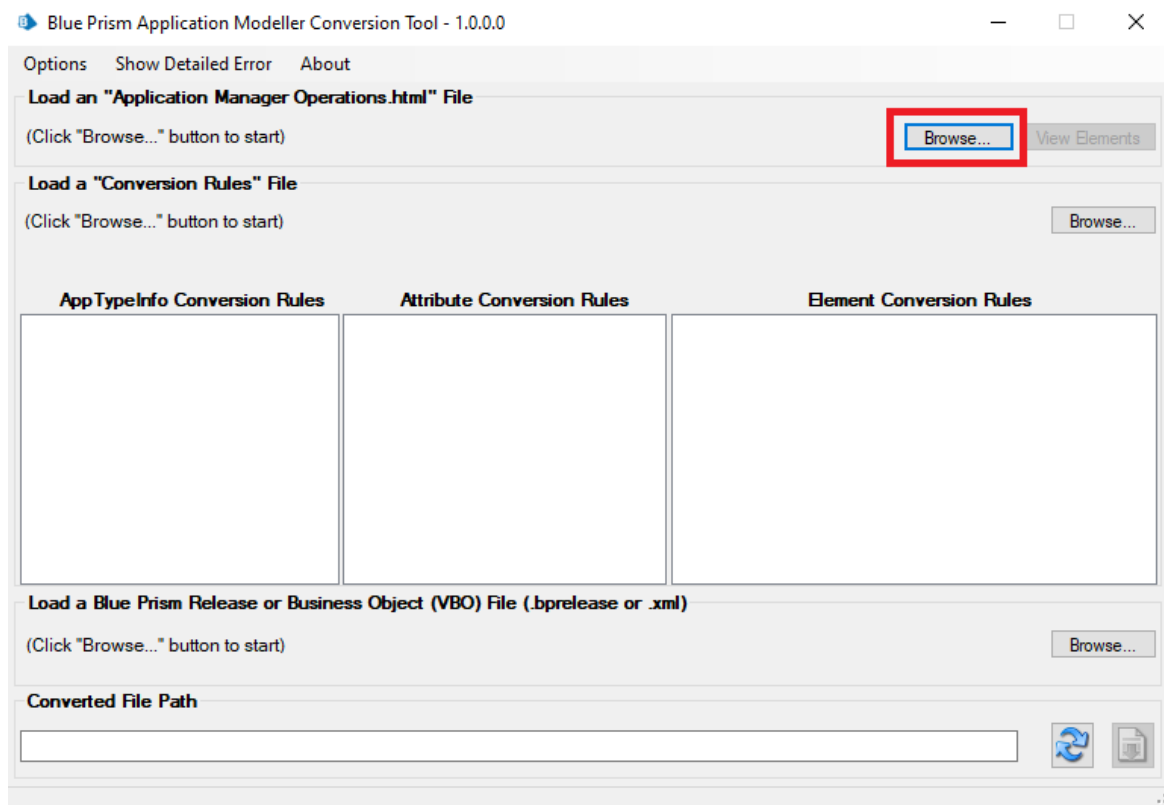 Blue Prism Application Modeller Conversion Tool - 1.0.0.0
Options Show Detailed Error About
Load an "Application Manager Operations.html" File
(Click "Browse..." button to start) Browse... View Elements
Load a "Conversion Rules" File
(Click "Browse..." button to start) Browse...
AppTypeInfo Conversion Rules Attribute Conversion Rules Element Conversion Rules
Load a Blue Prism Release or Business Object (VBO) File (.bprelease or .xml)
(Click "Browse..." button to start) Browse...
Converted File Path